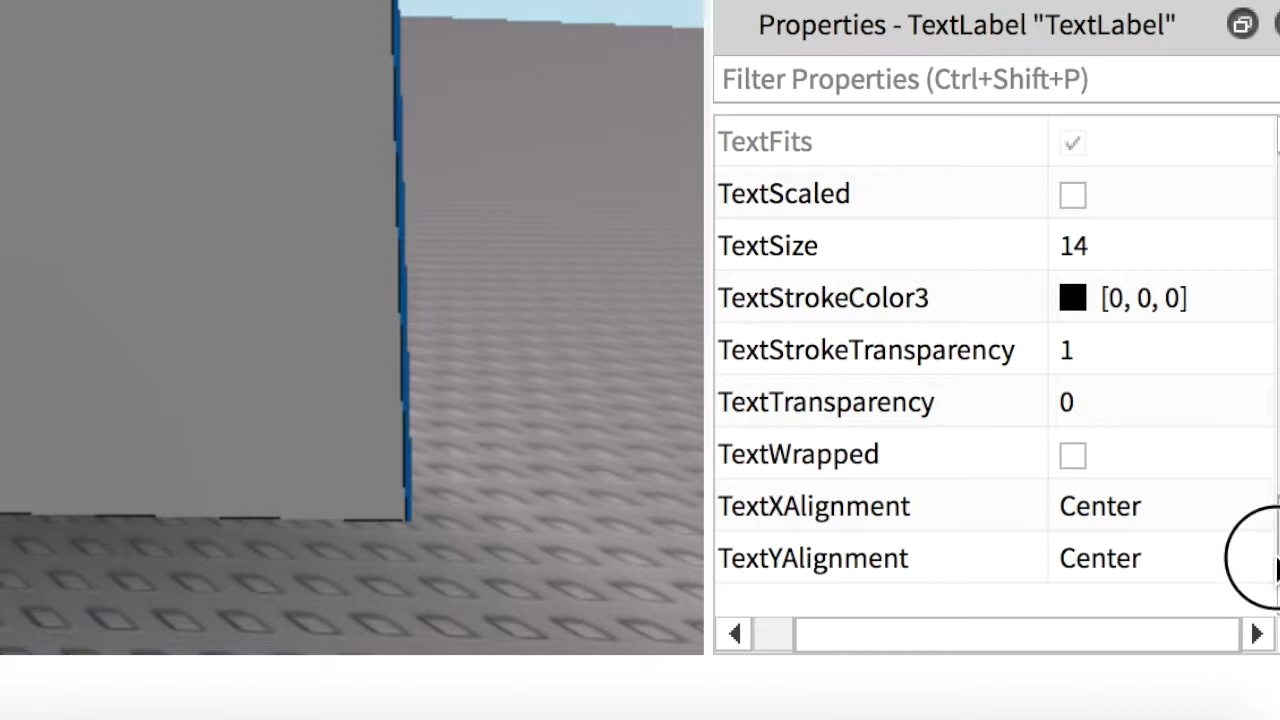 Properties - TextLabel "TextLabel"
Filter Properties (Ctrl+Shift+P)
TextFits
TextScaled
TextSize 14
TextStrokeColor3 [0, 0, 0]
TextStrokeTransparency 1
TextTransparency 0
TextWrapped
TextXAlignment Center
TextYAlignment Center